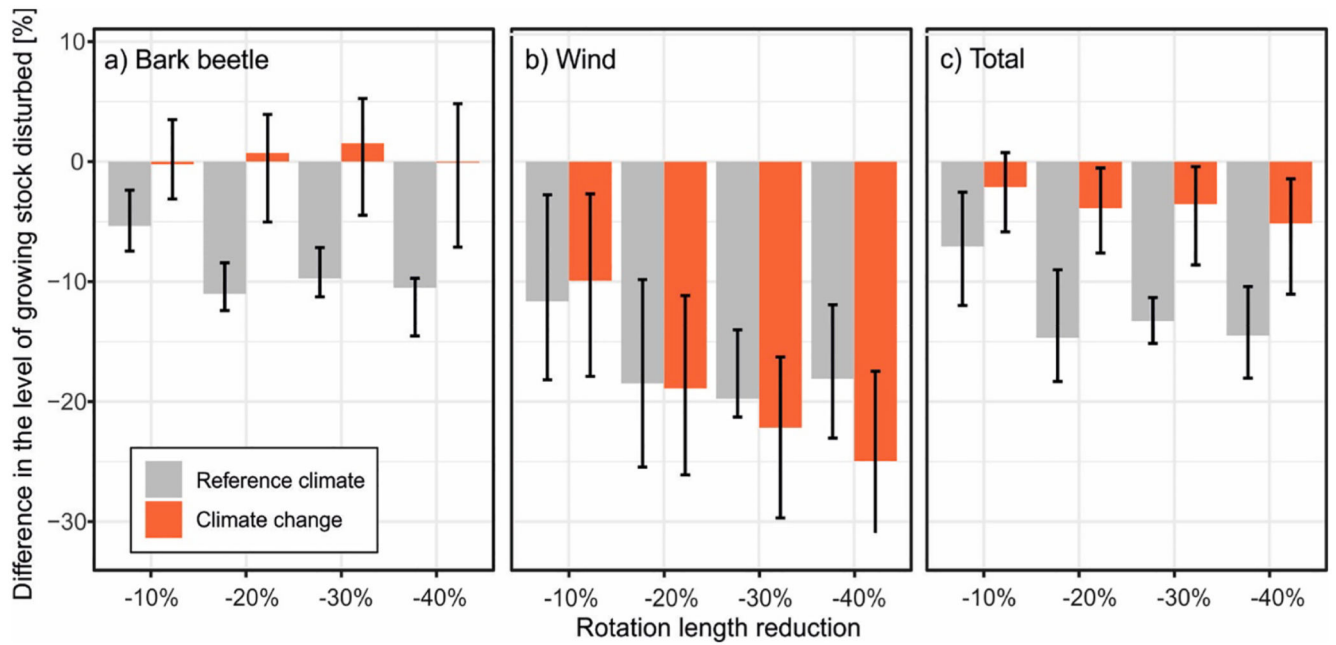 Difference in the level of growing stock disturbed [%]
10
0
−10
−20
−30
a) Bark beetle
b) Wind
c) Total
Reference climate
Climate change
-10%
-20%
-30%
-40%
-10%
-20%
-30%
-40%
-10%
-20%
-30%
-40%
Rotation length reduction